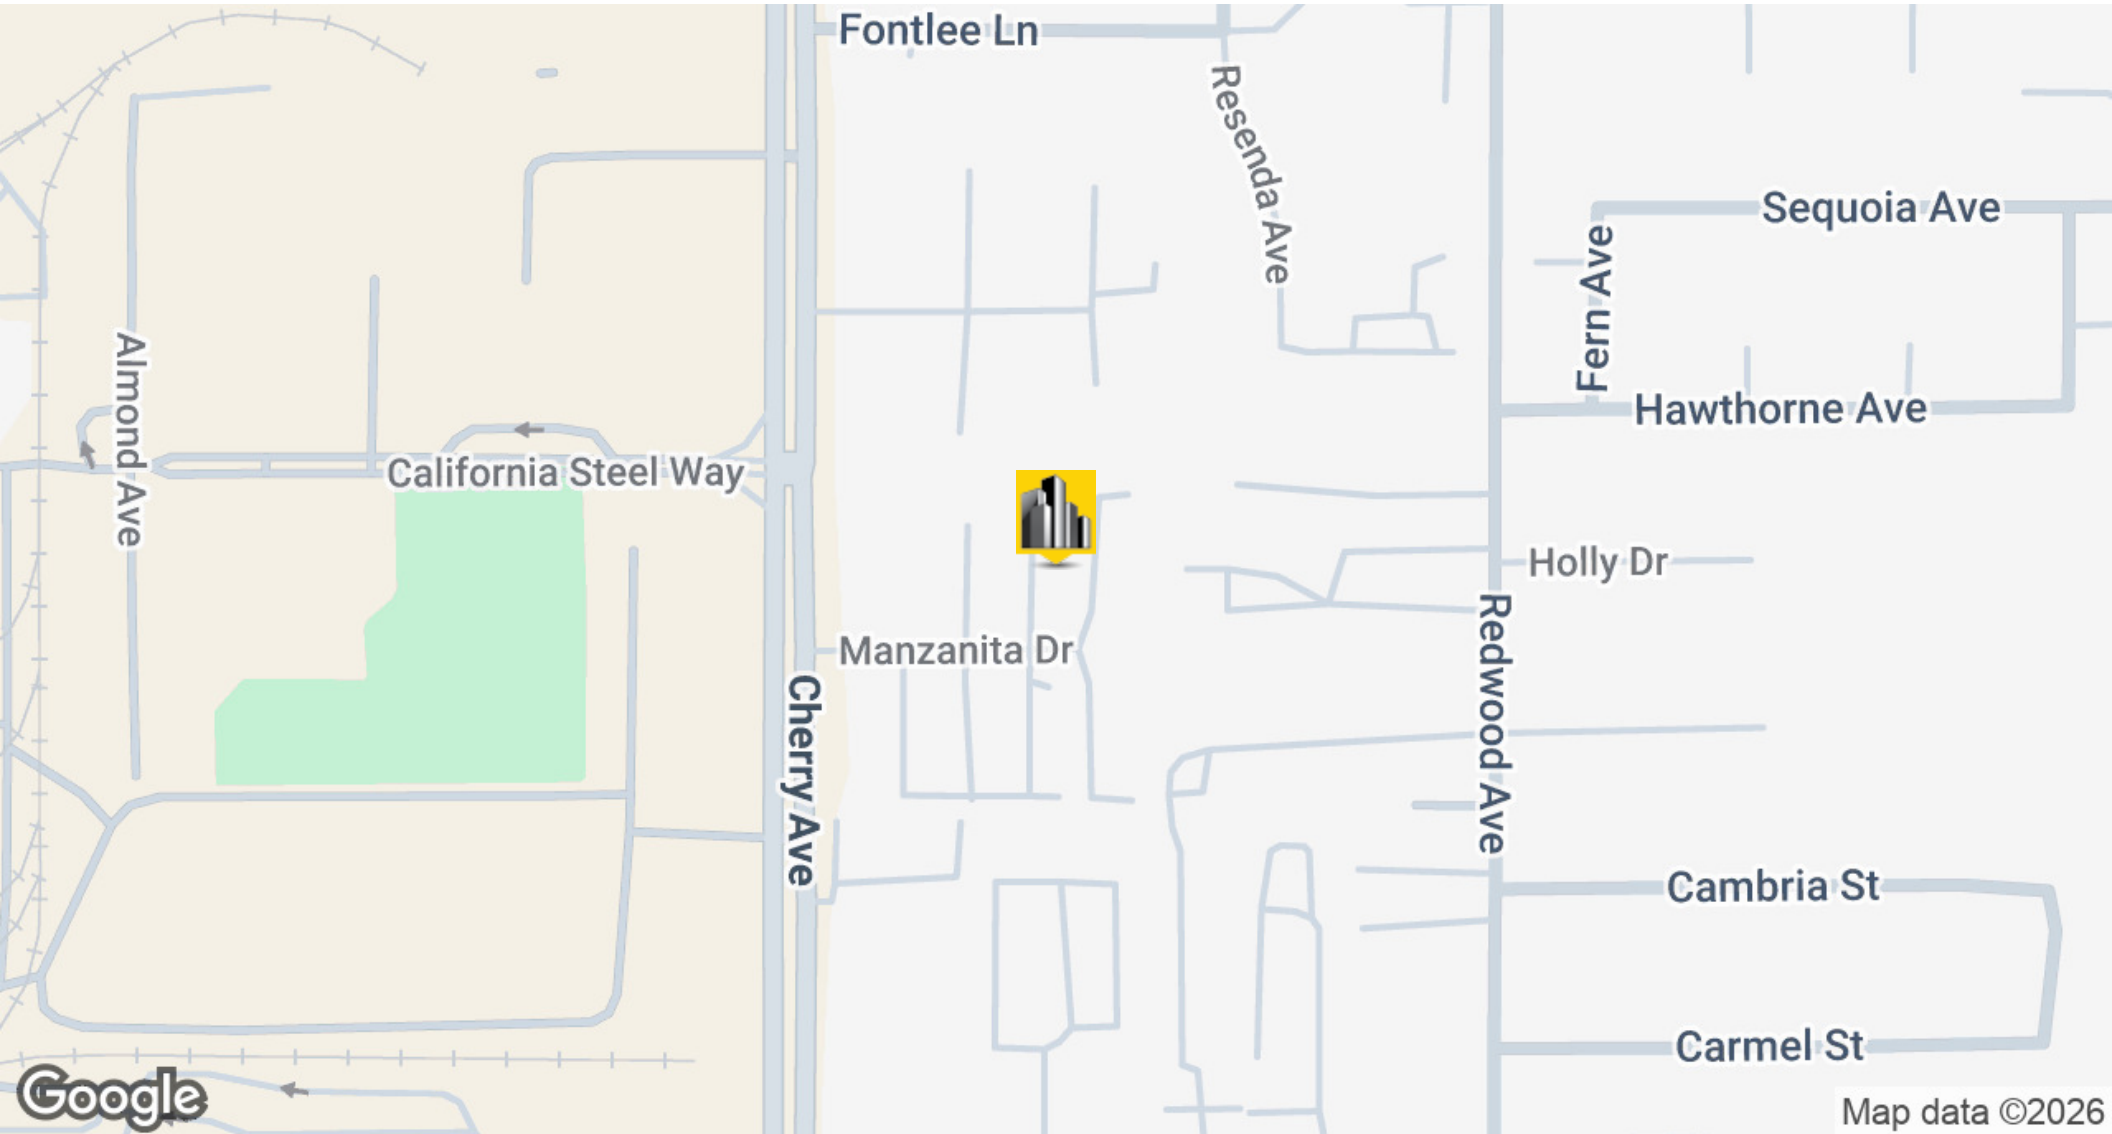 Fontlee Ln
Resenda Ave
Sequoia Ave
Fern Ave
Almond Ave
Hawthorne Ave
California Steel Way
Holly Dr
Manzanita Dr
Redwood Ave
Cherry Ave
Cambria St
Carmel St
Google
Map data ©2026